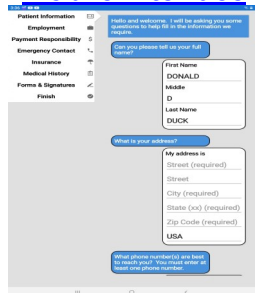 Patient Information
Employment
Payment Responsibility
Emergency Contact
Insurance
Medical History
Forms & Signatures
Finish
Hello and welcome. I will be asking you some
questions to help fill in the information we
require.
Can you please tell us your full
name?
First Name
DONALD
Middle
D
Last Name
DUCK
What is your address?
My address is
Street (required)
Street
City (required)
State (xx) (required)
Zip Code (required)
USA
What phone number(s) are best
to reach you? You must enter at
least one phone number.